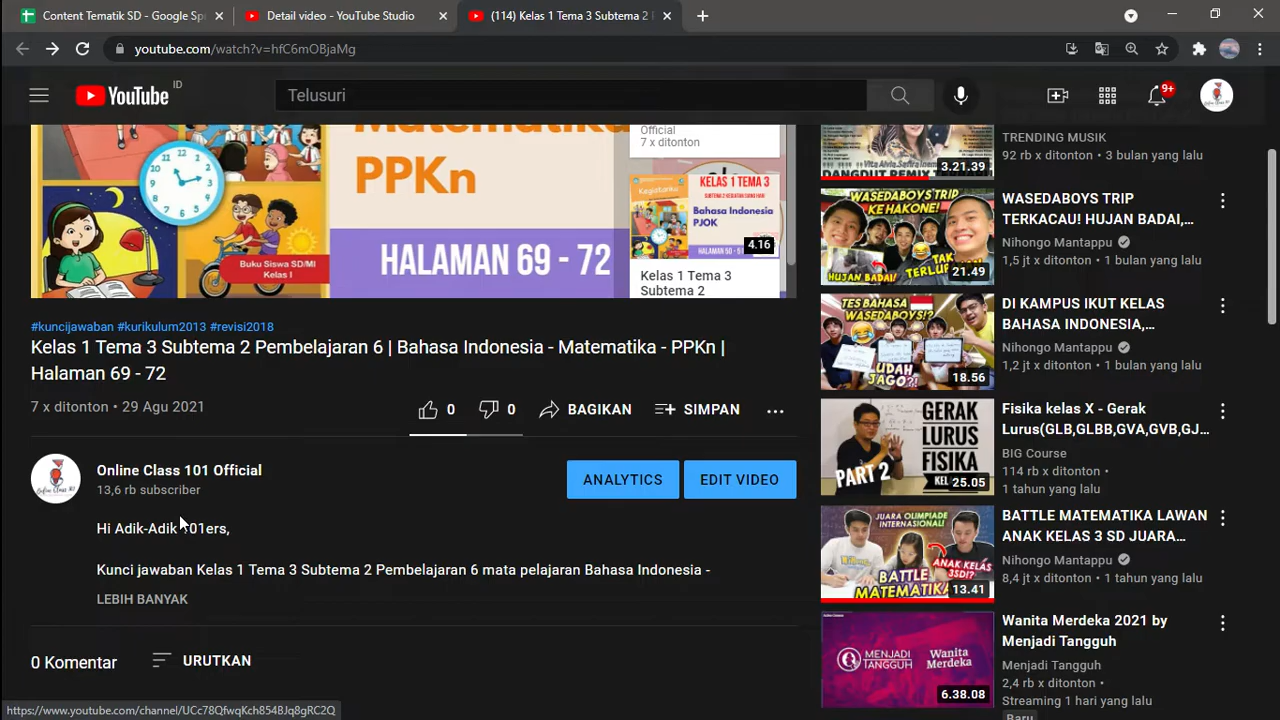 Content Tematik SD - Google Sp
Detail video - YouTube Studio
(114) Kelas 1 Tema 3 Subtema 2
youtube.com/watch?v=hfC6mOBjaMg
YouTube
ID
Telusuri
9+
Matematika
PPKn
HALAMAN 69 - 72
Buku Siswa SD/MI
Kelas I
Official
7 x ditonton
KELAS 1 TEMA 3
Bahasa Indonesia
PJOK
4.16
Kelas 1 Tema 3
Subtema 2
#kuncijawaban #kurikulum2013 #revisi2018
Kelas 1 Tema 3 Subtema 2 Pembelajaran 6 | Bahasa Indonesia - Matematika - PPKn |
Halaman 69 - 72
7 x ditonton • 29 Agu 2021
0
0
BAGIKAN
SIMPAN
Online Class 101 Official
13,6 rb subscriber
ANALYTICS
EDIT VIDEO
Hi Adik-Adik 101ers,
Kunci jawaban Kelas 1 Tema 3 Subtema 2 Pembelajaran 6 mata pelajaran Bahasa Indonesia -
LEBIH BANYAK
0 Komentar
URUTKAN
DANGDUT REMIX
3.21.39
TRENDING MUSIK
92 rb x ditonton • 3 bulan yang lalu
WASEDABOYS TRIP
KE HAKONE!
HUJAN BADAI,
21.49
WASEDABOYS TRIP
TERKACAU! HUJAN BADAI,...
Nihongo Mantappu
1,5 jt x ditonton • 1 bulan yang lalu
TES BAHASA
WASEDABOYS!?
UDAH JAGO?!
18.56
DI KAMPUS IKUT KELAS
BAHASA INDONESIA,...
Nihongo Mantappu
1,2 jt x ditonton • 1 bulan yang lalu
GERAK
LURUS
FISIKA
PART 2
25.05
Fisika kelas X - Gerak
Lurus(GLB,GLBB,GVA,GVB,GJ...
BIG Course
114 rb x ditonton •
1 tahun yang lalu
JUARA OLIMPIADE
INTERNASIONAL!
ANAK KELAS
3SD!?
BATTLE
MATEMATIKA
13.41
BATTLE MATEMATIKA LAWAN
ANAK KELAS 3 SD JUARA...
Nihongo Mantappu
8,4 jt x ditonton • 1 tahun yang lalu
MENJADI
TANGGUH
Wanita
Merdeka
6.38.08
Wanita Merdeka 2021 by
Menjadi Tangguh
Menjadi Tangguh
2,4 rb x ditonton •
Streaming 1 hari yang lalu
Baru
https://www.youtube.com/channel/UCc78QfwqKch854BJq8gRC2Q